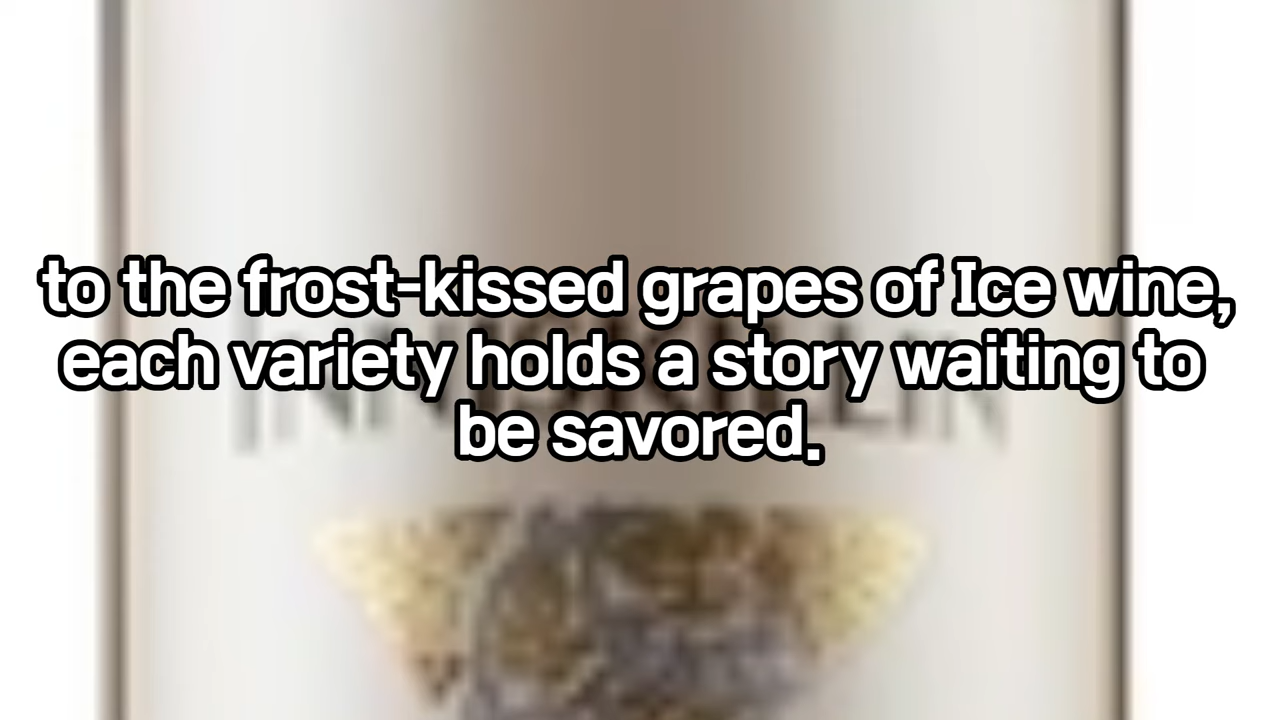 to the frost-kissed grapes of Ice wine,
each variety holds a story waiting to
be savored.